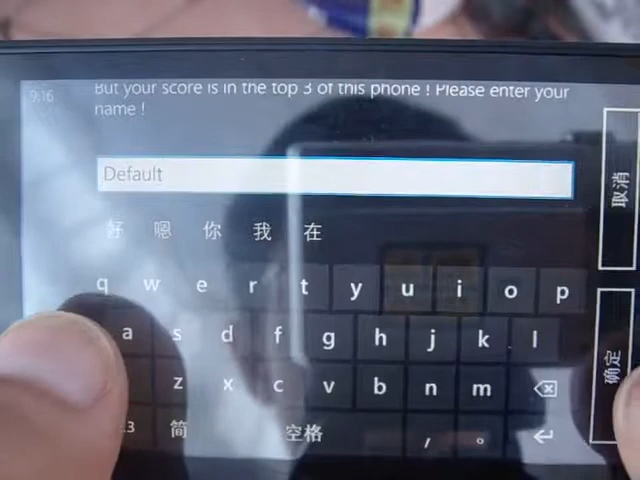 9:16
But your score is in the top 3 of this phone ! Please enter your
name !
Default
取消
好 嗯 你 我 在
q w e r t y u i o p
a s d f g h j k l
确定
z x c v b n m
简 空格 , 。